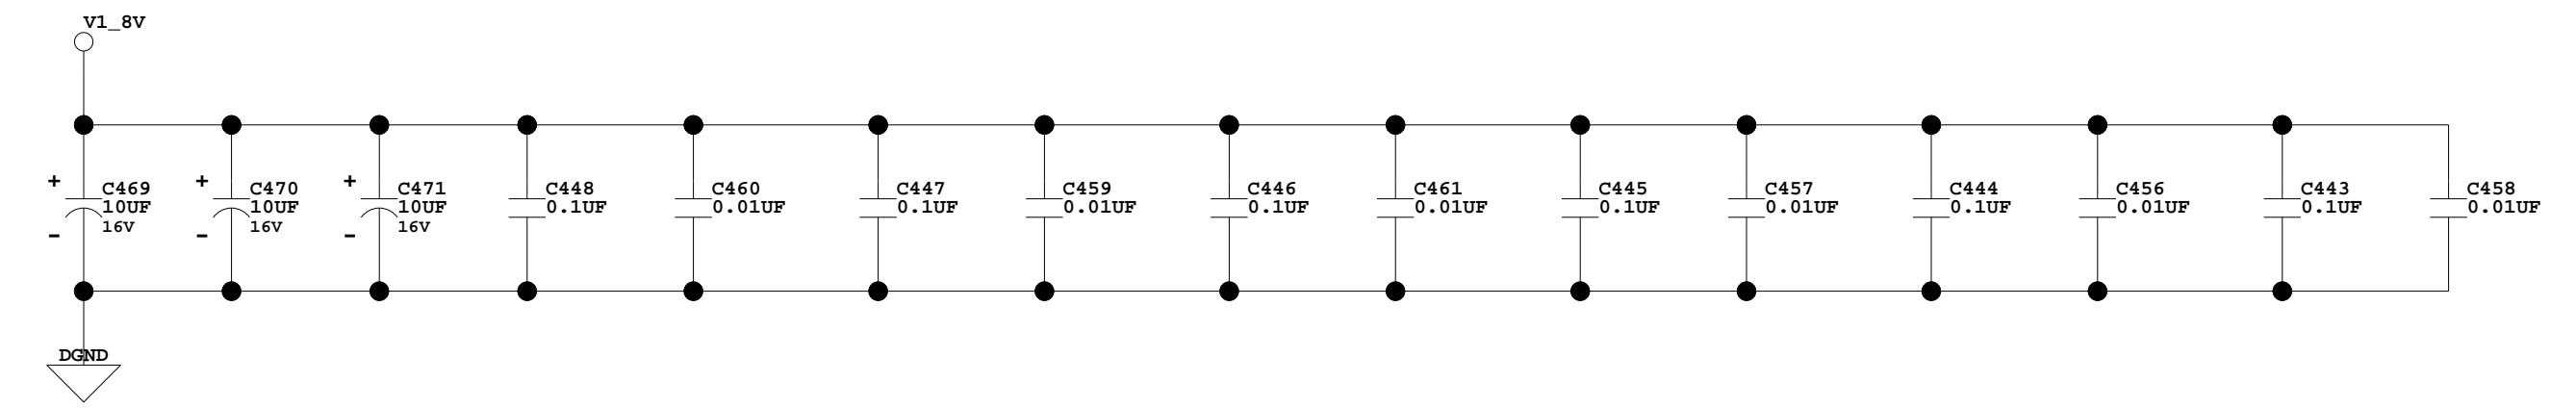 V1_8V
+
C469
10UF
16V
-
+
C470
10UF
16V
-
+
C471
10UF
16V
-
C448
0.1UF
C460
0.01UF
C447
0.1UF
C459
0.01UF
C446
0.1UF
C461
0.01UF
C445
0.1UF
C457
0.01UF
C444
0.1UF
C456
0.01UF
C443
0.1UF
C458
0.01UF
DGND